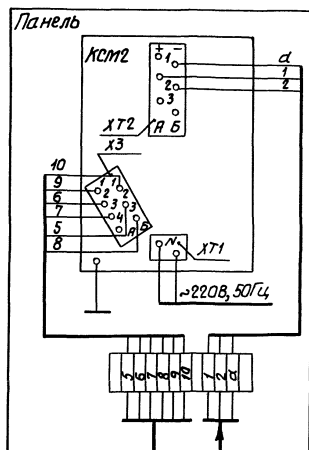 Панель
КСМ2
+ -
1
2
3
А Б
d
1
2
ХТ2
Х3
10
9
6
7
5
8
1 1 2
2 3 3
4
А Б
N
ХТ1
~220В, 50Гц
5 6 7 8 9 10
1 2 d